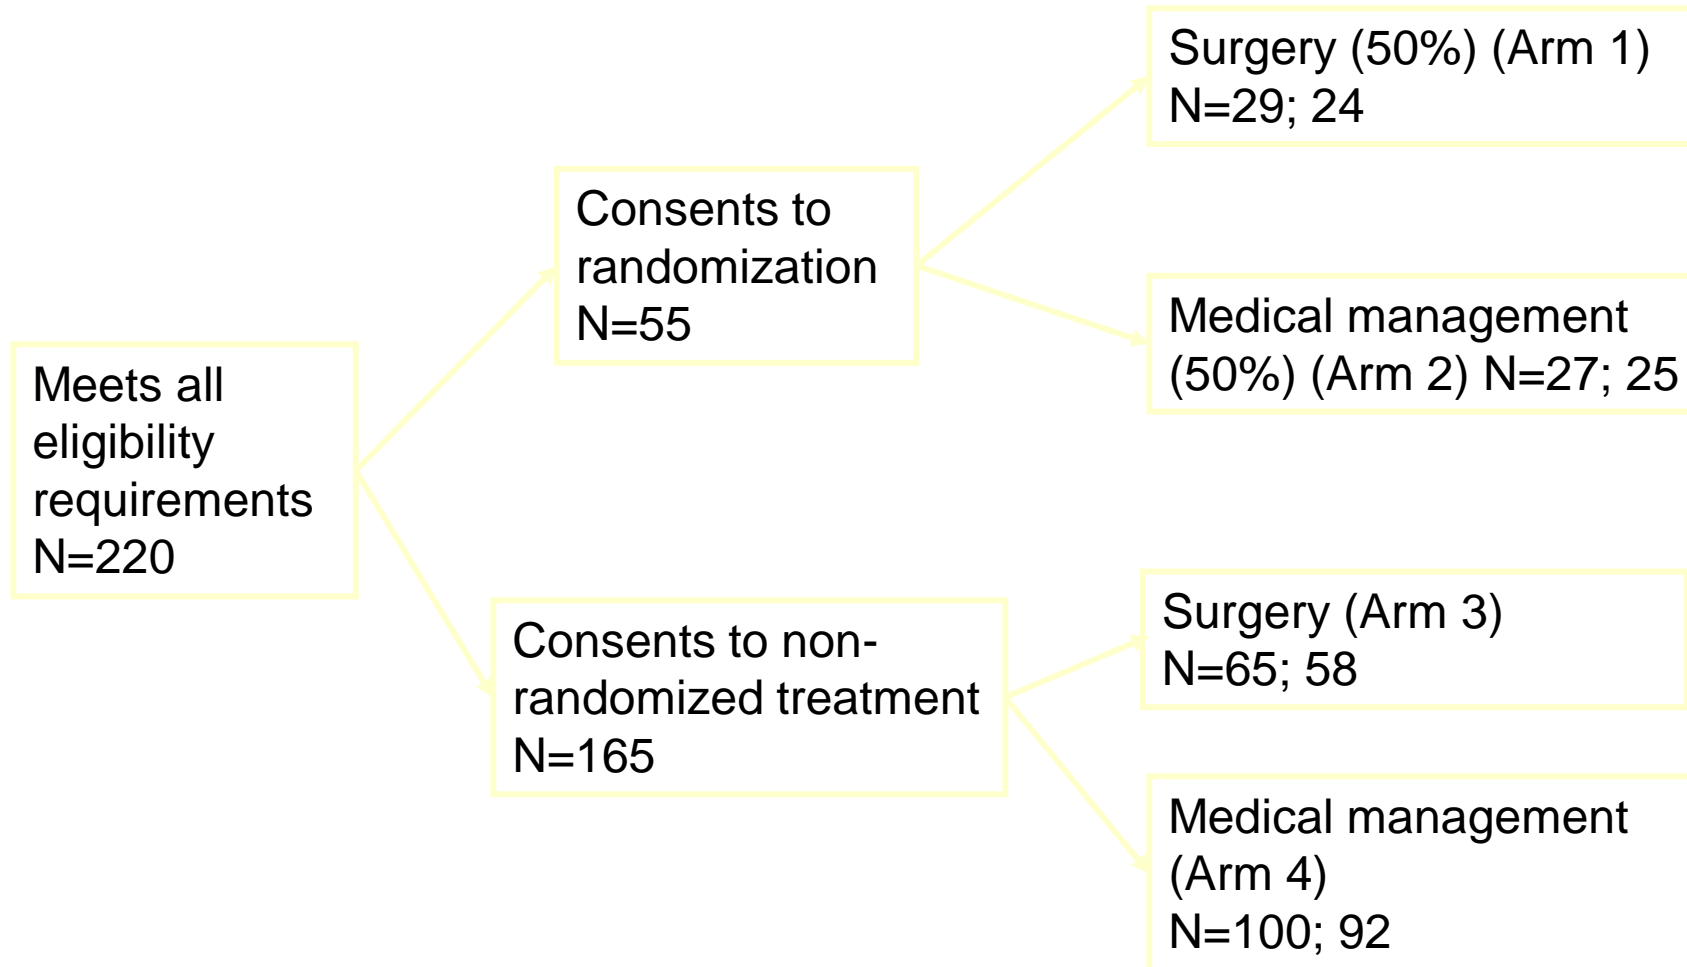 Meets all
eligibility
requirements
N=220
Consents to
randomization
N=55
Consents to non-
randomized treatment
N=165
Surgery (50%) (Arm 1)
N=29; 24
Medical management
(50%) (Arm 2) N=27; 25
Surgery (Arm 3)
N=65; 58
Medical management
(Arm 4)
N=100; 92